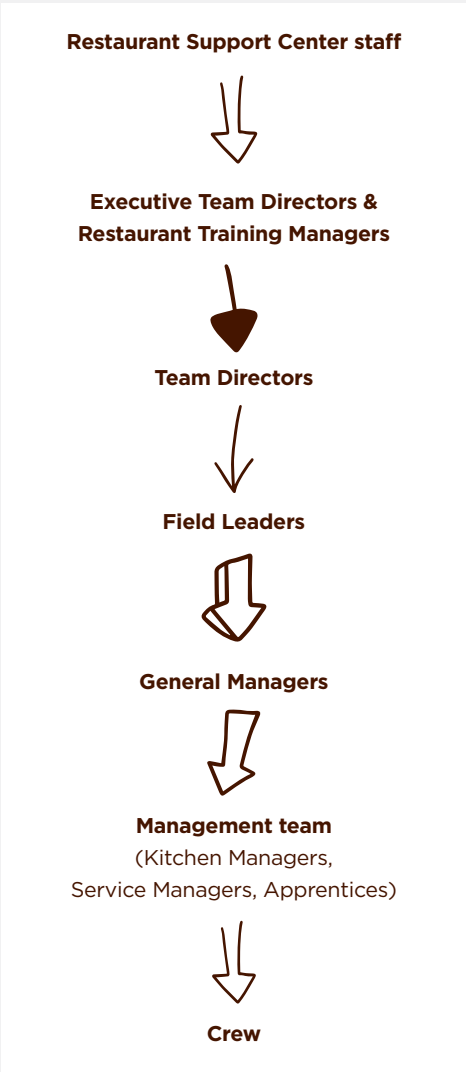 Restaurant Support Center staff
Executive Team Directors &
Restaurant Training Managers
Team Directors
Field Leaders
General Managers
Management team
(Kitchen Managers,
Service Managers, Apprentices)
Crew